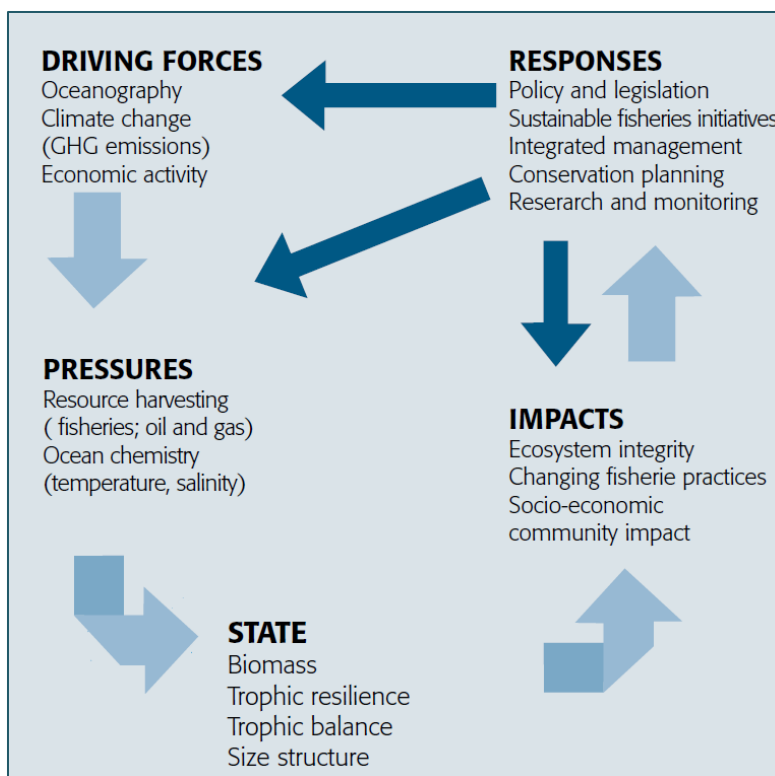 DRIVING FORCES
Oceanography
Climate change
(GHG emissions)
Economic activity
RESPONSES
Policy and legislation
Sustainable fisheries initiatives
Integrated management
Conservation planning
Reserarch and monitoring
PRESSURES
Resource harvesting
( fisheries; oil and gas)
Ocean chemistry
(temperature, salinity)
IMPACTS
Ecosystem integrity
Changing fisherie practices
Socio-economic
community impact
STATE
Biomass
Trophic resilience
Trophic balance
Size structure